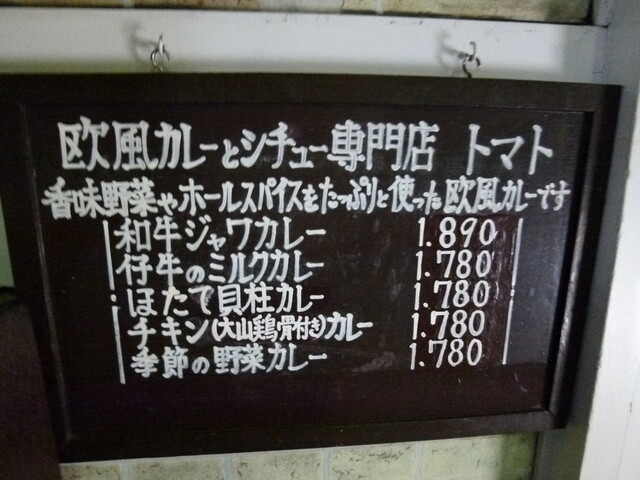 欧風カレーとシチュー専門店 トマト
香味野菜やホールスパイスをたっぷりと使った欧風カレーです
和牛ジャワカレー 1.890
仔牛のミルクカレー 1.780
ほたて貝柱カレー 1.780
チキン(大山鶏骨付き)カレー 1.780
季節の野菜カレー 1.780